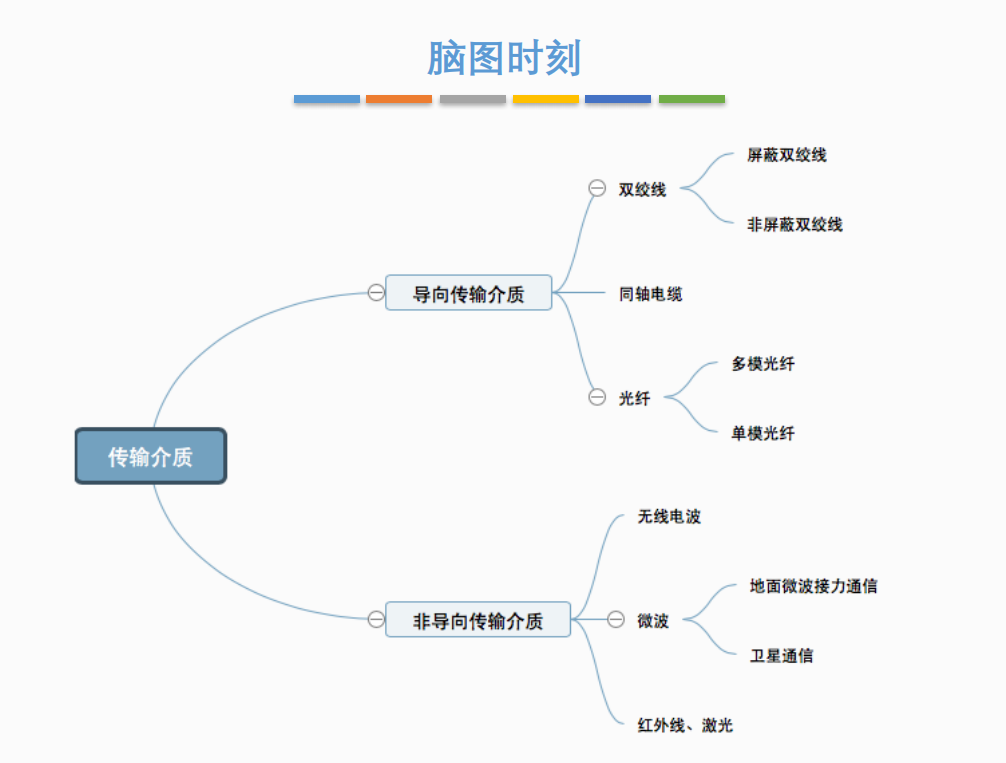 脑图时刻
屏蔽双绞线
双绞线
非屏蔽双绞线
导向传输介质
同轴电缆
多模光纤
光纤
单模光纤
传输介质
无线电波
地面微波接力通信
非导向传输介质
微波
卫星通信
红外线、激光